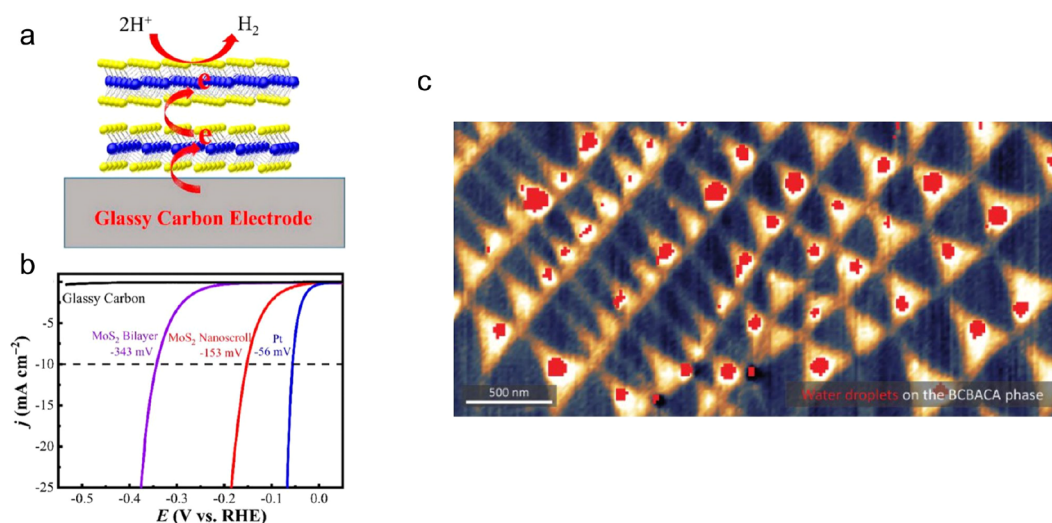 a
2H⁺
H₂
e
e
Glassy Carbon Electrode
b
Glassy Carbon
MoS₂ Bilayer
-343 mV
MoS₂ Nanoscroll
-153 mV
Pt
-56 mV
j (mA cm⁻²)
-5
-10
-15
-20
-25
-0.5
-0.4
-0.3
-0.2
-0.1
0.0
E (V vs. RHE)
c
500 nm
Water droplets on the BCBACA phase